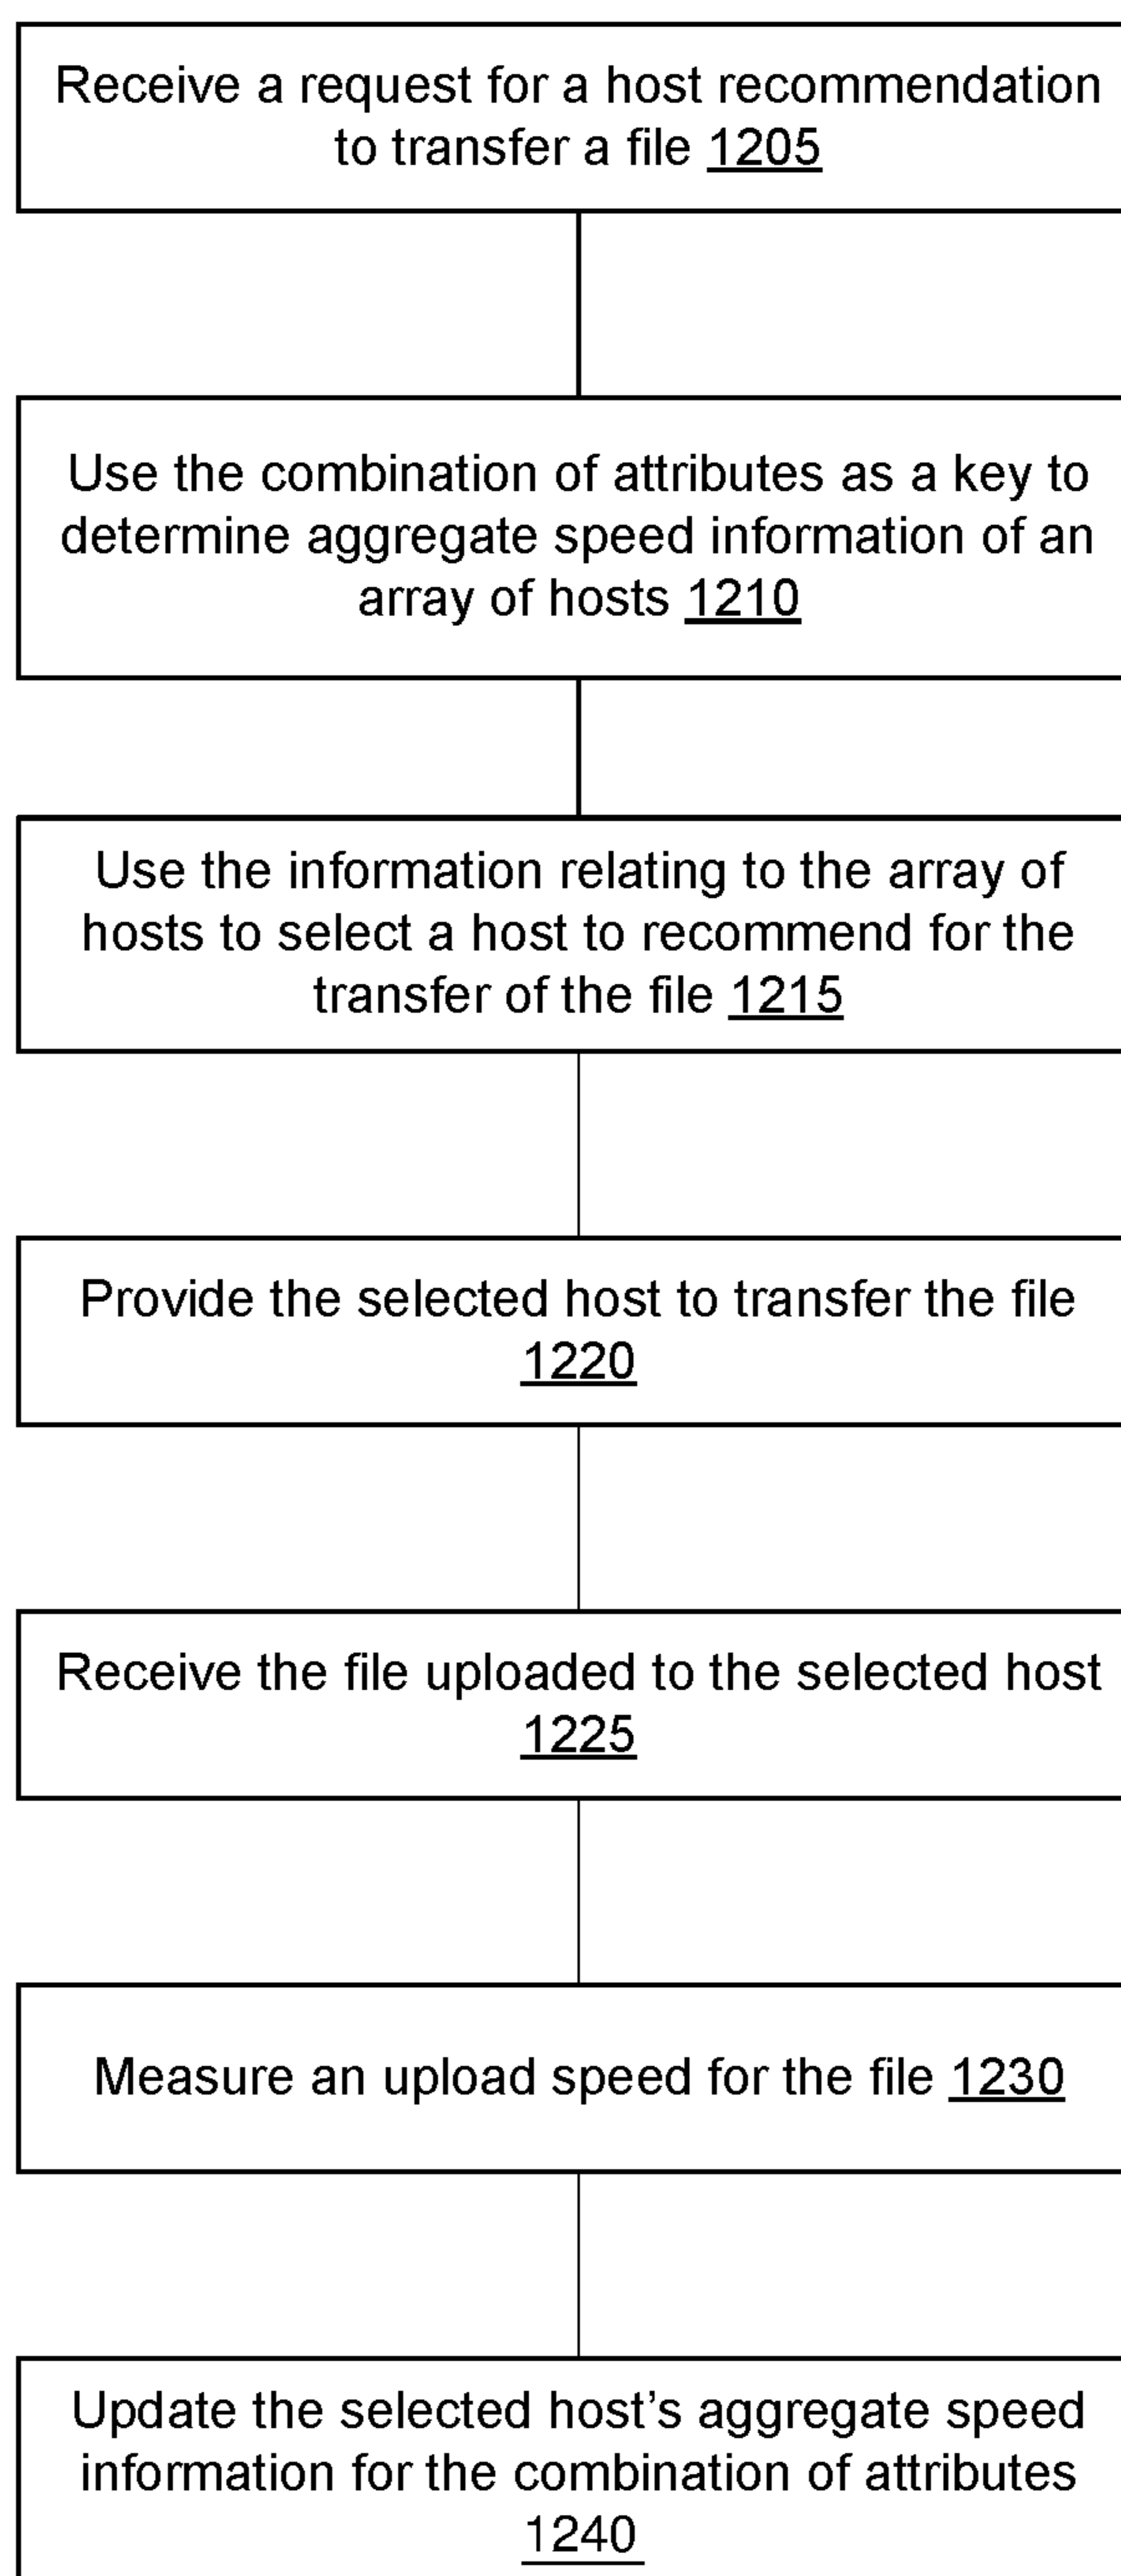 Receive a request for a host recommendation
to transfer a file 1205
Use the combination of attributes as a key to
determine aggregate speed information of an
array of hosts 1210
Use the information relating to the array of
hosts to select a host to recommend for the
transfer of the file 1215
Provide the selected host to transfer the file
1220
Receive the file uploaded to the selected host
1225
Measure an upload speed for the file 1230
Update the selected host’s aggregate speed
information for the combination of attributes
1240